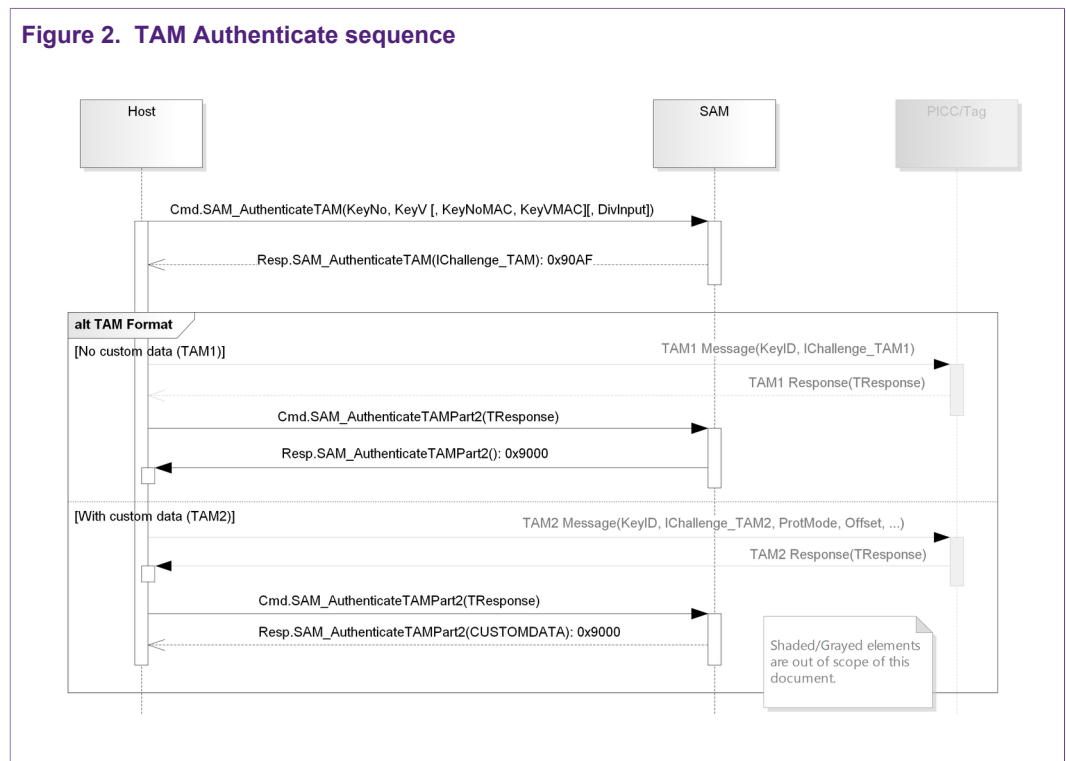 Figure 2. TAM Authenticate sequence
Host
SAM
PICC/Tag
Cmd.SAM_AuthenticateTAM(KeyNo, KeyV [, KeyNoMAC, KeyVMAC][, DivInput])
Resp.SAM_AuthenticateTAM(IChallenge_TAM): 0x90AF
alt TAM Format
[No custom data (TAM1)]
TAM1 Message(KeyID, IChallenge_TAM1)
TAM1 Response(TResponse)
Cmd.SAM_AuthenticateTAMPart2(TResponse)
Resp.SAM_AuthenticateTAMPart2(): 0x9000
[With custom data (TAM2)]
TAM2 Message(KeyID, IChallenge_TAM2, ProtMode, Offset, ...)
TAM2 Response(TResponse)
Cmd.SAM_AuthenticateTAMPart2(TResponse)
Resp.SAM_AuthenticateTAMPart2(CUSTOMDATA): 0x9000
Shaded/Grayed elements
are out of scope of this
document.